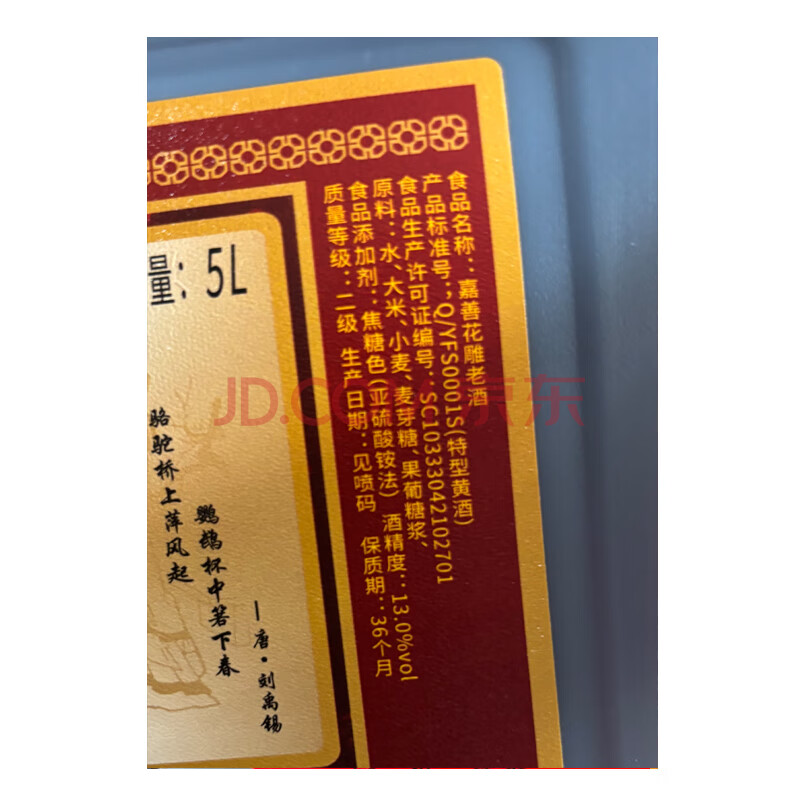 食品名称：嘉善花雕老酒
产品标准号：Q/YFS0001S(特型黄酒)
食品生产许可证编号：SC10333042102701
原料：水、大米、小麦、麦芽糖、果葡糖浆、
食品添加剂：焦糖色(亚硫酸铵法) 酒精度：13.0%vol
质量等级：二级 生产日期：见喷码 保质期：36个月
量：5L
骆驼桥上萍风起
鹦鹉杯中箬下春
—唐·刘禹锡
JD.COM 京东